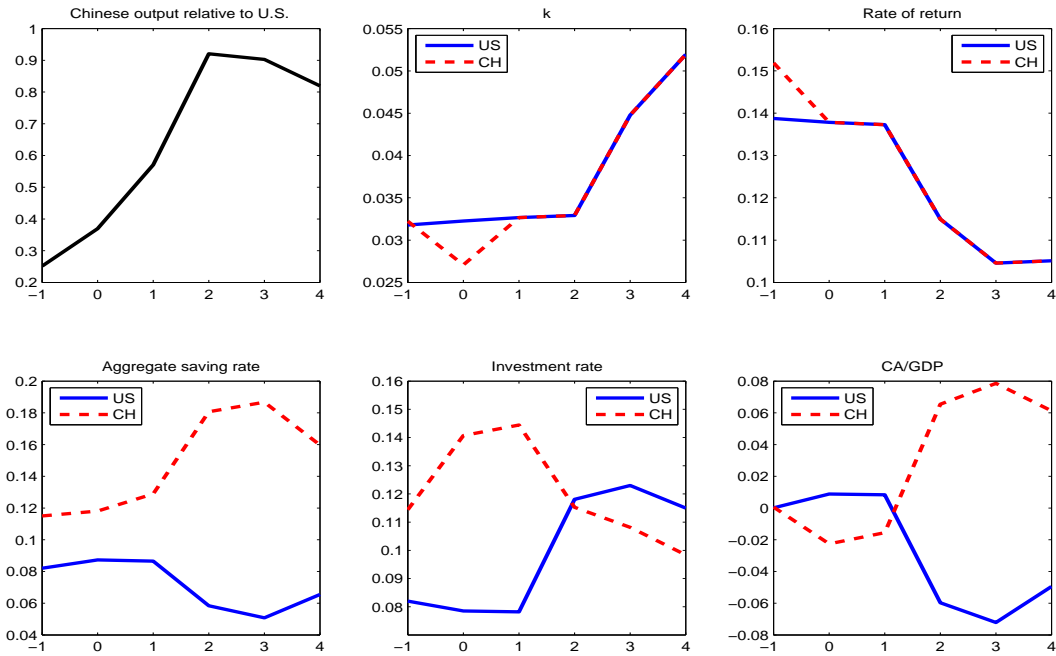 Chinese output relative to U.S.
1
0.9
0.8
0.7
0.6
0.5
0.4
0.3
0.2
−1 0 1 2 3 4
k
US
CH
0.055
0.05
0.045
0.04
0.035
0.03
0.025
−1 0 1 2 3 4
Rate of return
US
CH
0.16
0.15
0.14
0.13
0.12
0.11
0.1
−1 0 1 2 3 4
Aggregate saving rate
US
CH
0.2
0.18
0.16
0.14
0.12
0.1
0.08
0.06
0.04
−1 0 1 2 3 4
Investment rate
US
CH
0.16
0.15
0.14
0.13
0.12
0.11
0.1
0.09
0.08
−1 0 1 2 3 4
CA/GDP
US
CH
0.08
0.06
0.04
0.02
0
−0.02
−0.04
−0.06
−0.08
−1 0 1 2 3 4